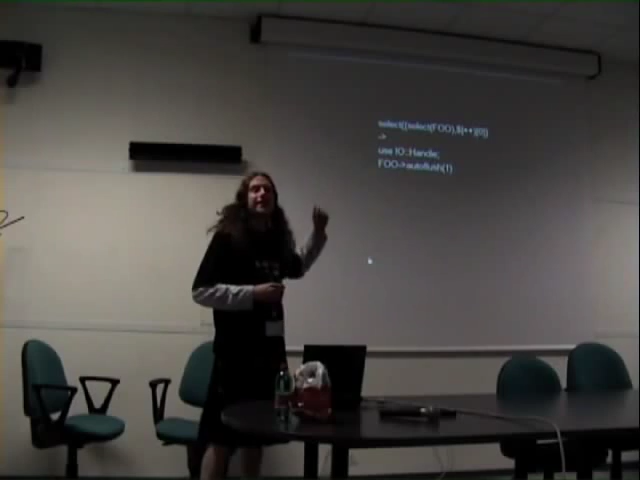 select((select(FOO),$|++)[0])
->
use IO::Handle;
FOO->autoflush(1)